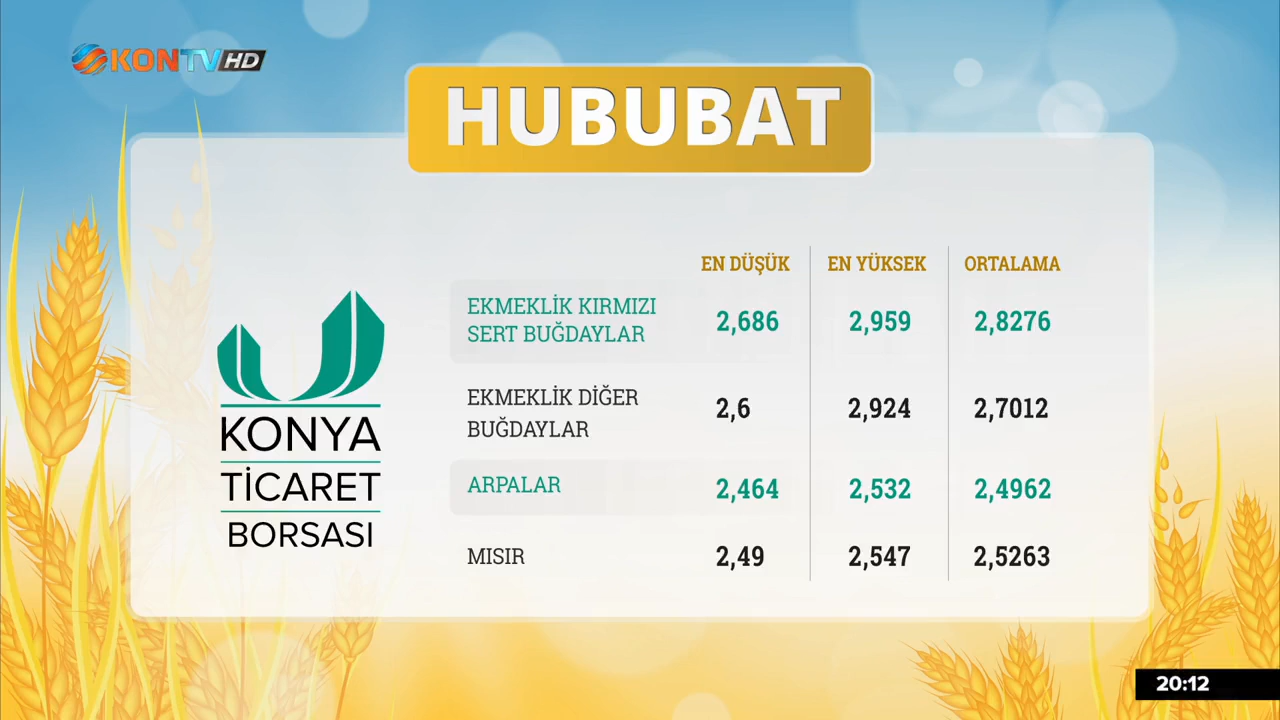 KONTV HD
HUBUBAT
EN DÜŞÜK EN YÜKSEK ORTALAMA
EKMEKLİK KIRMIZI
SERT BUĞDAYLAR 2,686 2,959 2,8276
EKMEKLİK DİĞER
BUĞDAYLAR 2,6 2,924 2,7012
ARPALAR 2,464 2,532 2,4962
MISIR 2,49 2,547 2,5263
KONYA
TİCARET
BORSASI
20:12